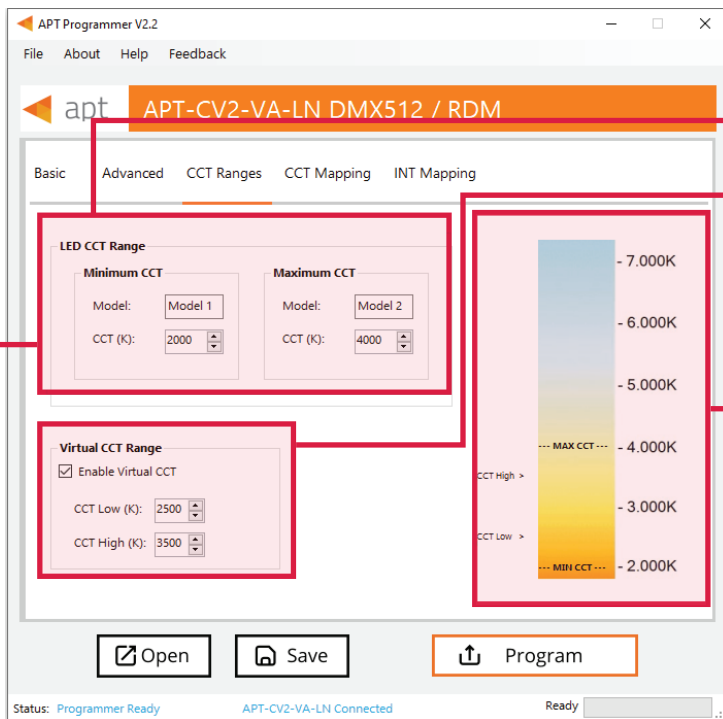 APT Programmer V2.2
File About Help Feedback
apt APT-CV2-VA-LN DMX512 / RDM
Basic Advanced CCT Ranges CCT Mapping INT Mapping
LED CCT Range
Minimum CCT
Model: Model 1
CCT (K): 2000
Maximum CCT
Model: Model 2
CCT (K): 4000
Virtual CCT Range
Enable Virtual CCT
CCT Low (K): 2500
CCT High (K): 3500
- 7.000K
- 6.000K
- 5.000K
--- MAX CCT --- - 4.000K
CCT High >
- 3.000K
CCT Low >
--- MIN CCT --- - 2.000K
Open Save Program
Status: Programmer Ready APT-CV2-VA-LN Connected Ready